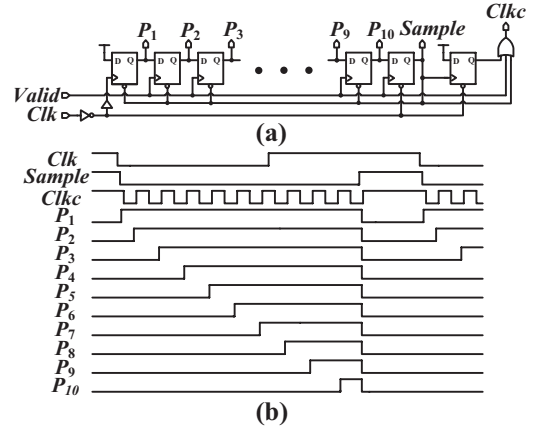 Clkc
P1 P2 P3 P9 P10 Sample
D Q D Q D Q D Q D Q D Q
Valid
Clk
(a)
Clk
Sample
Clkc
P1
P2
P3
P4
P5
P6
P7
P8
P9
P10
(b)